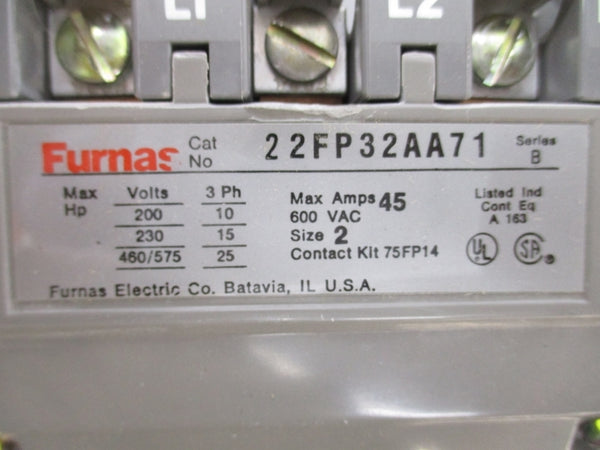 L1 L2
Furnas Cat No 22FP32AA71 Series B
Max Hp Volts 3 Ph Max Amps 45 Listed Ind
200 10 600 VAC Cont Eq
230 15 Size 2 A 163
460/575 25 Contact Kit 75FP14 UL SA ®
Furnas Electric Co. Batavia, IL U.S.A.